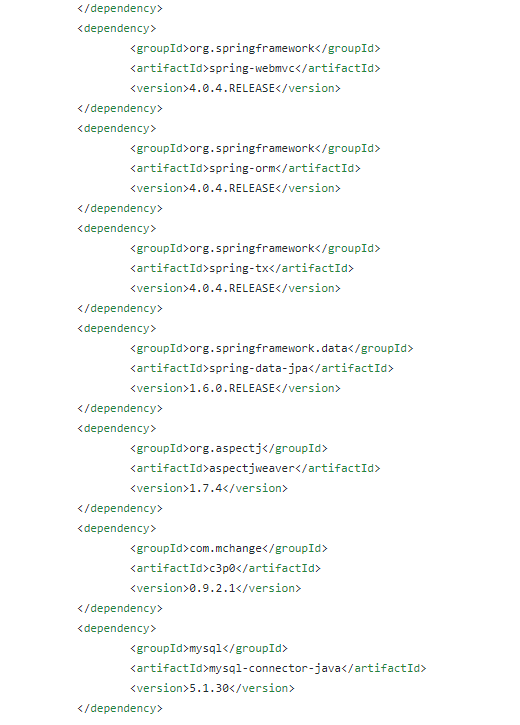 </dependency>
<dependency>
<groupId>org.springframework</groupId>
<artifactId>spring-webmvc</artifactId>
<version>4.0.4.RELEASE</version>
</dependency>
<dependency>
<groupId>org.springframework</groupId>
<artifactId>spring-orm</artifactId>
<version>4.0.4.RELEASE</version>
</dependency>
<dependency>
<groupId>org.springframework</groupId>
<artifactId>spring-tx</artifactId>
<version>4.0.4.RELEASE</version>
</dependency>
<dependency>
<groupId>org.springframework.data</groupId>
<artifactId>spring-data-jpa</artifactId>
<version>1.6.0.RELEASE</version>
</dependency>
<dependency>
<groupId>org.aspectj</groupId>
<artifactId>aspectjweaver</artifactId>
<version>1.7.4</version>
</dependency>
<dependency>
<groupId>com.mchange</groupId>
<artifactId>c3p0</artifactId>
<version>0.9.2.1</version>
</dependency>
<dependency>
<groupId>mysql</groupId>
<artifactId>mysql-connector-java</artifactId>
<version>5.1.30</version>
</dependency>